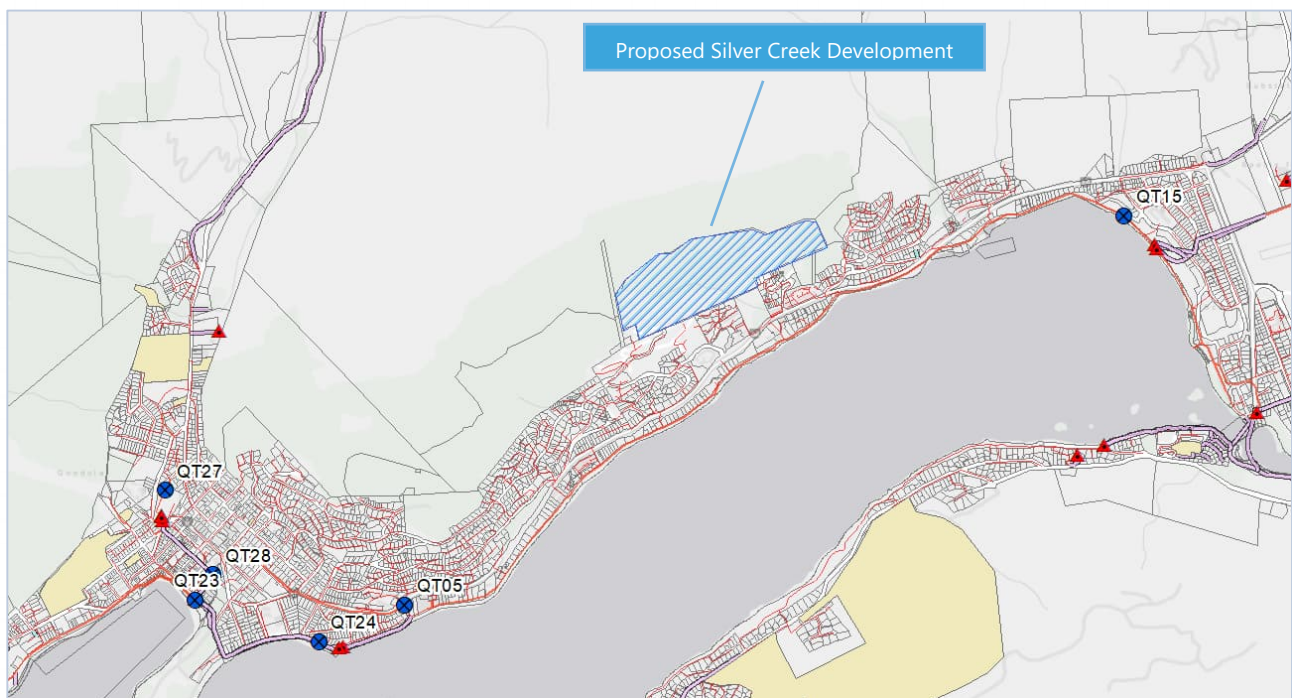 Proposed Silver Creek Development
QT15
QT27
QT28
QT23
QT05
QT24